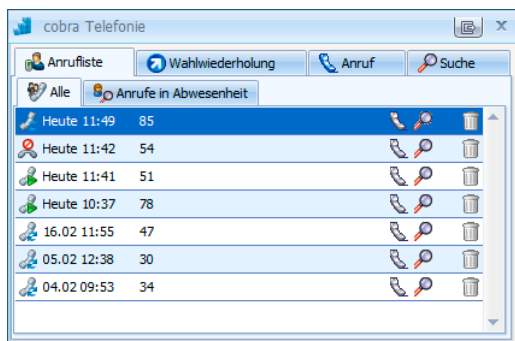 cobra Telefonie
Anrufliste Wahlwiederholung Anruf Suche
Alle Anrufe in Abwesenheit
Heute 11:49 85
Heute 11:42 54
Heute 11:41 51
Heute 10:37 78
16.02 11:55 47
05.02 12:38 30
04.02 09:53 34